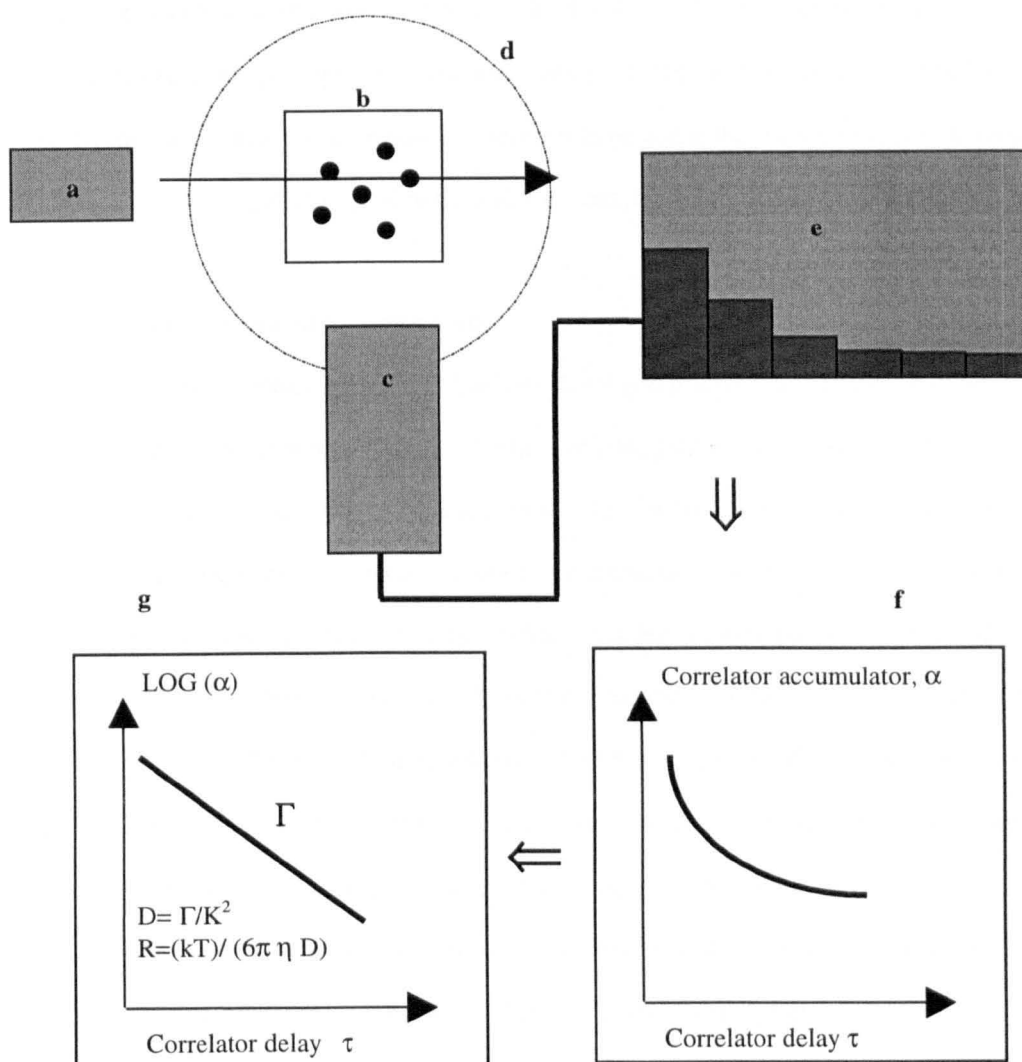 d
b
a
e
c
g
f
LOG (α)
Γ
D= Γ/K²
R=(kT)/ (6π η D)
Correlator delay τ
Correlator accumulator, α
Correlator delay τ